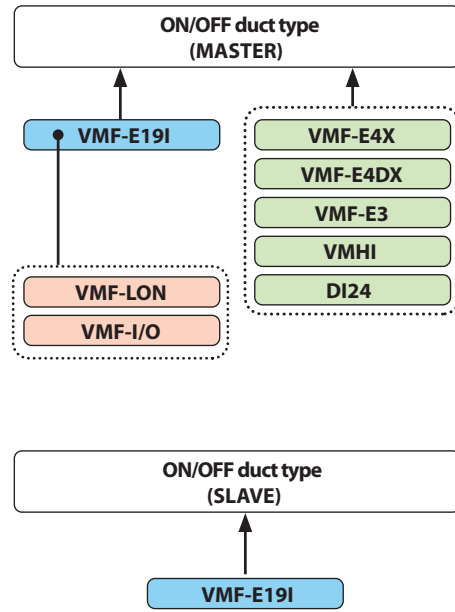 ON/OFF duct type
(MASTER)
VMF-E19I
VMF-LON
VMF-I/O
VMF-E4X
VMF-E4DX
VMF-E3
VMHI
DI24
ON/OFF duct type
(SLAVE)
VMF-E19I